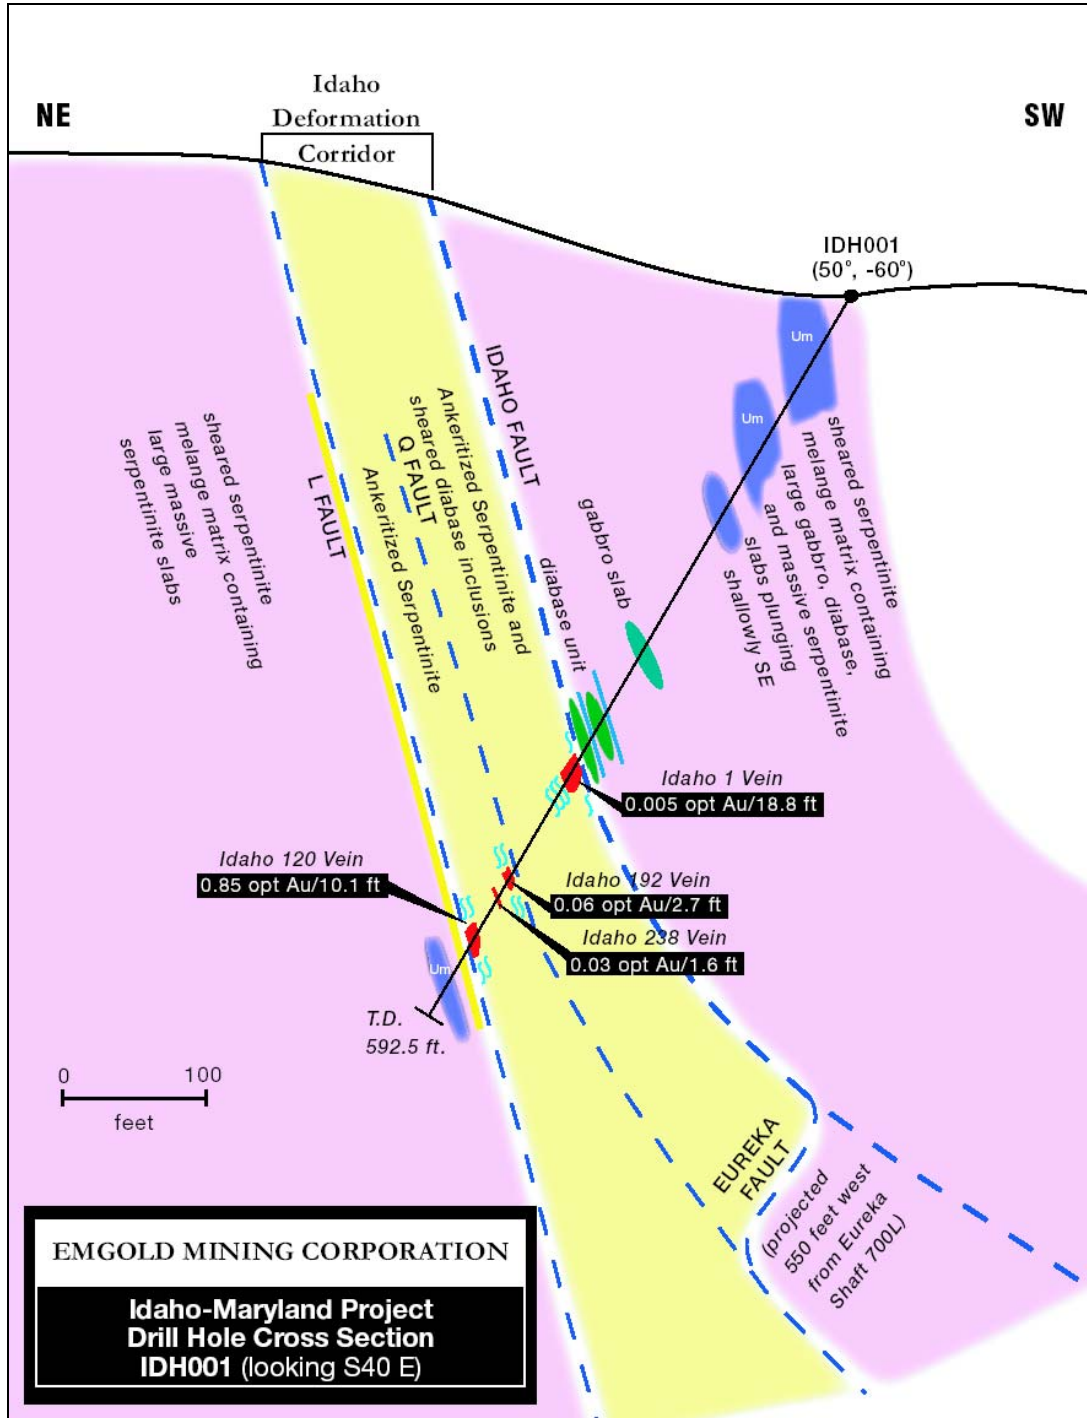 Idaho
Deformation
Corridor
NE
SW
IDH001
(50°, -60°)
Um
Um
IDAHO FAULT
Ankeritized Serpentinite and
sheared diabase inclusions
Q FAULT
Ankeritized Serpentinite
L FAULT
sheared serpentinite
melange matrix containing
large massive
serpentinite slabs
sheared serpentinite
melange matrix containing
large gabbro, diabase,
and massive serpentinite
slabs plunging
shallowly SE
gabbro slab
diabase unit
Idaho 1 Vein
0.005 opt Au/18.8 ft
Idaho 120 Vein
0.85 opt Au/10.1 ft
Idaho 192 Vein
0.06 opt Au/2.7 ft
Idaho 238 Vein
0.03 opt Au/1.6 ft
Um
T.D.
592.5 ft.
0 100
feet
EUREKA
FAULT
(projected
550 feet west
from Eureka
Shaft 700L)
EMGOLD MINING CORPORATION
Idaho-Maryland Project
Drill Hole Cross Section
IDH001 (looking S40 E)